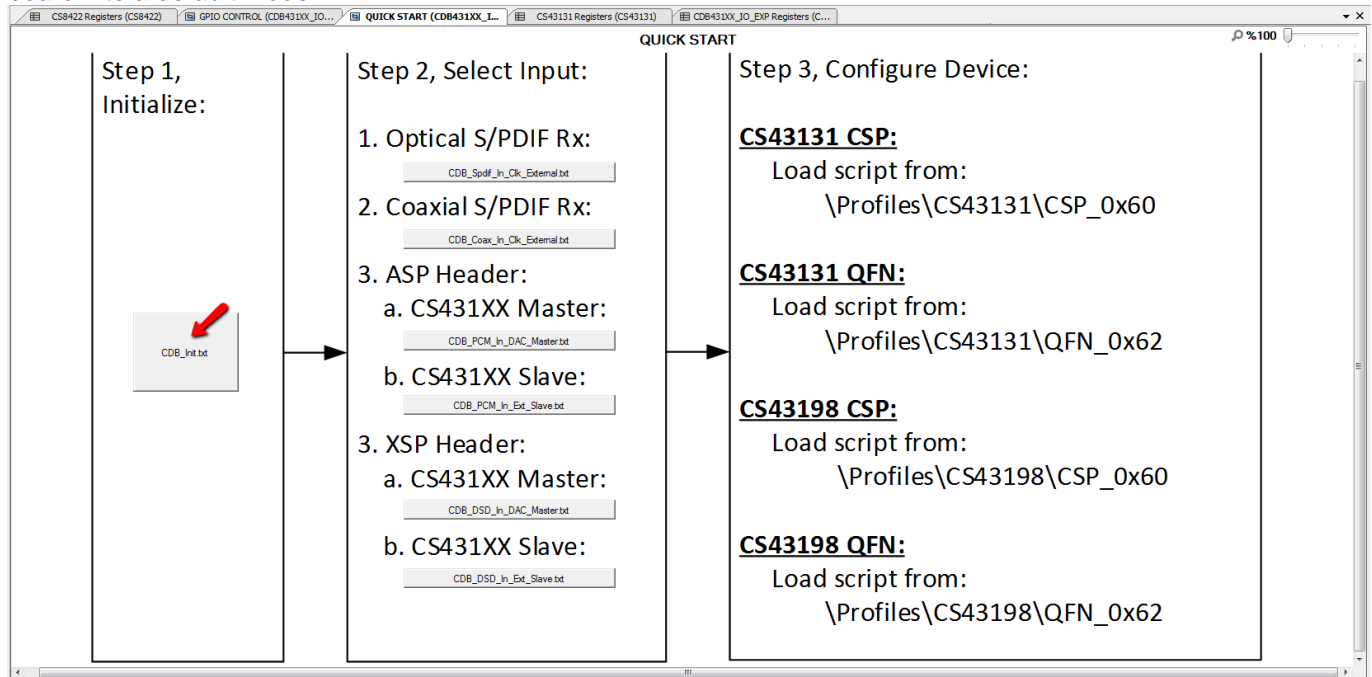 CS8422 Registers (CS8422)
GPIO CONTROL (CDB431XX_IO...
QUICK START (CDB431XX_I...
CS43131 Registers (CS43131)
CDB431XX_IO_EXP Registers (C...
QUICK START
%100
Step 1,
Initialize:
CDB_Init.txt
Step 2, Select Input:
1. Optical S/PDIF Rx:
CDB_Spdif_In_Clk_External.txt
2. Coaxial S/PDIF Rx:
CDB_Coax_In_Clk_External.txt
3. ASP Header:
a. CS431XX Master:
CDB_PCM_In_DAC_Master.txt
b. CS431XX Slave:
CDB_PCM_In_Ext_Slave.txt
3. XSP Header:
a. CS431XX Master:
CDB_DSD_In_DAC_Master.txt
b. CS431XX Slave:
CDB_DSD_In_Ext_Slave.txt
Step 3, Configure Device:
CS43131 CSP:
Load script from:
\Profiles\CS43131\CSP_0x60
CS43131 QFN:
Load script from:
\Profiles\CS43131\QFN_0x62
CS43198 CSP:
Load script from:
\Profiles\CS43198\CSP_0x60
CS43198 QFN:
Load script from:
\Profiles\CS43198\QFN_0x62